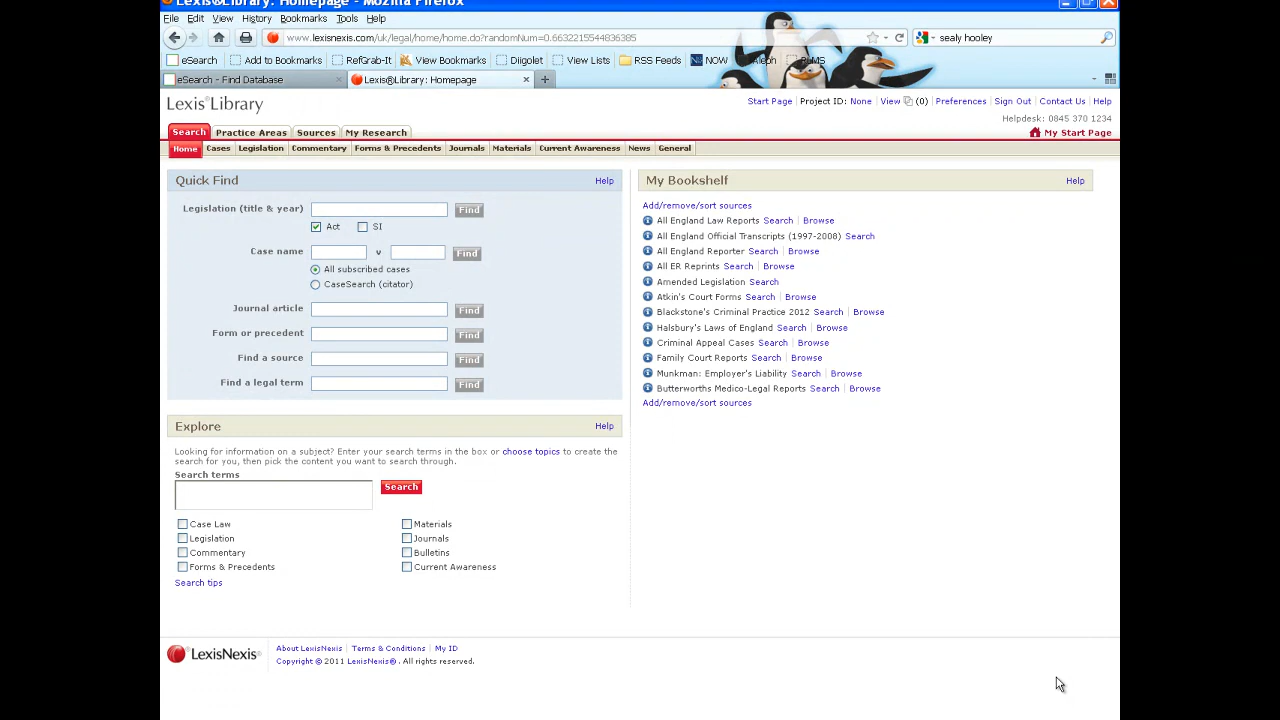 Lexis®Library: Homepage - Mozilla Firefox
File Edit View History Bookmarks Tools Help
www.lexisnexis.com/uk/legal/home/home.do?randomNum=0.6632215544836385
sealy hooley
eSearch Add to Bookmarks RefGrab-It View Bookmarks Diigolet View Lists RSS Feeds NOW Aleph RIMS
eSearch - Find Database Lexis®Library: Homepage
Lexis®Library
Start Page Project ID: None View (0) Preferences Sign Out Contact Us Help
Helpdesk: 0845 370 1234
Search Practice Areas Sources My Research
My Start Page
Home Cases Legislation Commentary Forms & Precedents Journals Materials Current Awareness News General
Quick Find Help
Legislation (title & year) Find
Act SI
Case name v Find
All subscribed cases
CaseSearch (citator)
Journal article Find
Form or precedent Find
Find a source Find
Find a legal term Find
Explore Help
Looking for information on a subject? Enter your search terms in the box or choose topics to create the
search for you, then pick the content you want to search through.
Search terms
Search
Case Law Materials
Legislation Journals
Commentary Bulletins
Forms & Precedents Current Awareness
Search tips
My Bookshelf Help
Add/remove/sort sources
All England Law Reports Search Browse
All England Official Transcripts (1997-2008) Search
All England Reporter Search Browse
All ER Reprints Search Browse
Amended Legislation Search
Atkin's Court Forms Search Browse
Blackstone's Criminal Practice 2012 Search Browse
Halsbury's Laws of England Search Browse
Criminal Appeal Cases Search Browse
Family Court Reports Search Browse
Munkman: Employer's Liability Search Browse
Butterworths Medico-Legal Reports Search Browse
Add/remove/sort sources
LexisNexis®
About LexisNexis Terms & Conditions My ID
Copyright © 2011 LexisNexis®. All rights reserved.